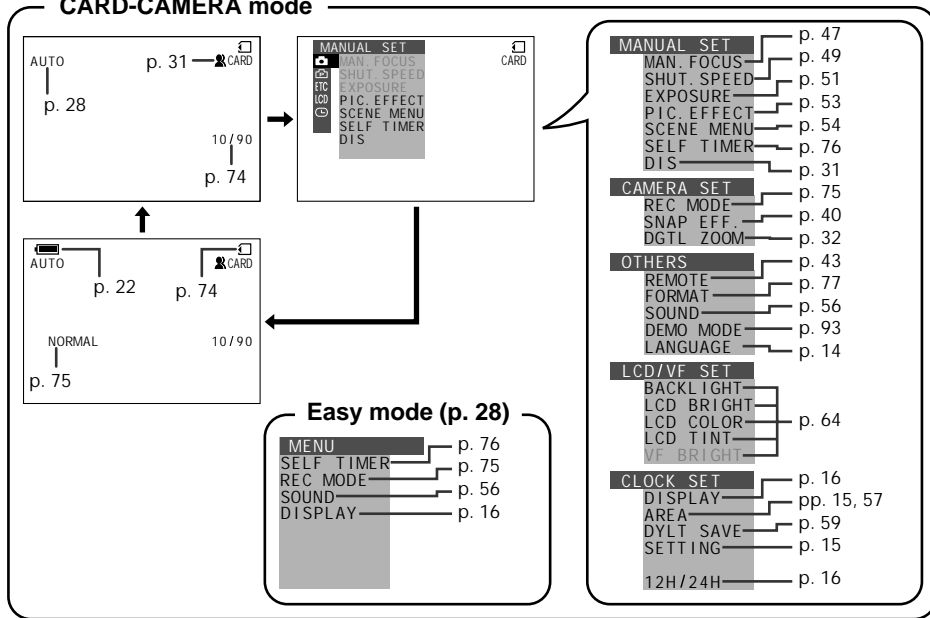 CARD-CAMERA mode
AUTO
p. 31
CARD
p. 28
10/90
p. 74
MANUAL SET
MAN. FOCUS
SHUT. SPEED
EXPOSURE
PIC. EFFECT
SCENE MENU
SELF TIMER
DIS
ETC
LCD
CARD
AUTO
CARD
p. 22
p. 74
NORMAL
10/90
p. 75
Easy mode (p. 28)
MENU
SELF TIMER p. 76
REC MODE p. 75
SOUND p. 56
DISPLAY p. 16
MANUAL SET
MAN. FOCUS p. 47
SHUT. SPEED p. 49
EXPOSURE p. 51
PIC. EFFECT p. 53
SCENE MENU p. 54
SELF TIMER p. 76
DIS p. 31
CAMERA SET
REC MODE p. 75
SNAP EFF. p. 40
DGTL ZOOM p. 32
OTHERS
REMOTE p. 43
FORMAT p. 77
SOUND p. 56
DEMO MODE p. 93
LANGUAGE p. 14
LCD/VF SET
BACKLIGHT
LCD BRIGHT
LCD COLOR p. 64
LCD TINT
VF BRIGHT
CLOCK SET
DISPLAY p. 16
AREA pp. 15, 57
DYLT SAVE p. 59
SETTING p. 15
12H/24H p. 16